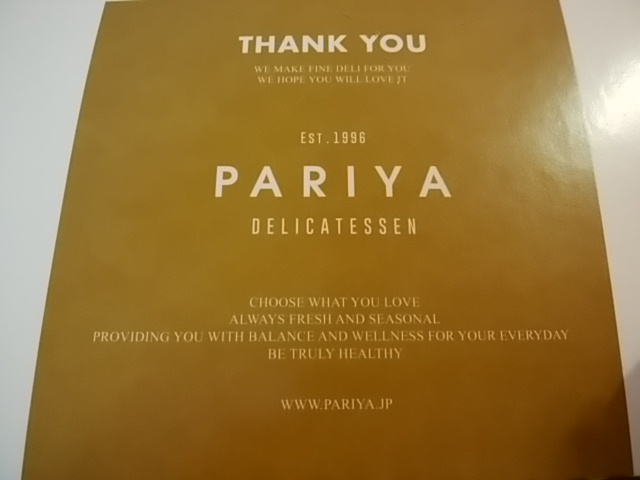 THANK YOU
WE MAKE FINE DELI FOR YOU
WE HOPE YOU WILL LOVE IT
EST.1996
PARIYA
DELICATESSEN
CHOOSE WHAT YOU LOVE
ALWAYS FRESH AND SEASONAL
PROVIDING YOU WITH BALANCE AND WELLNESS FOR YOUR EVERYDAY
BE TRULY HEALTHY
WWW.PARIYA.JP